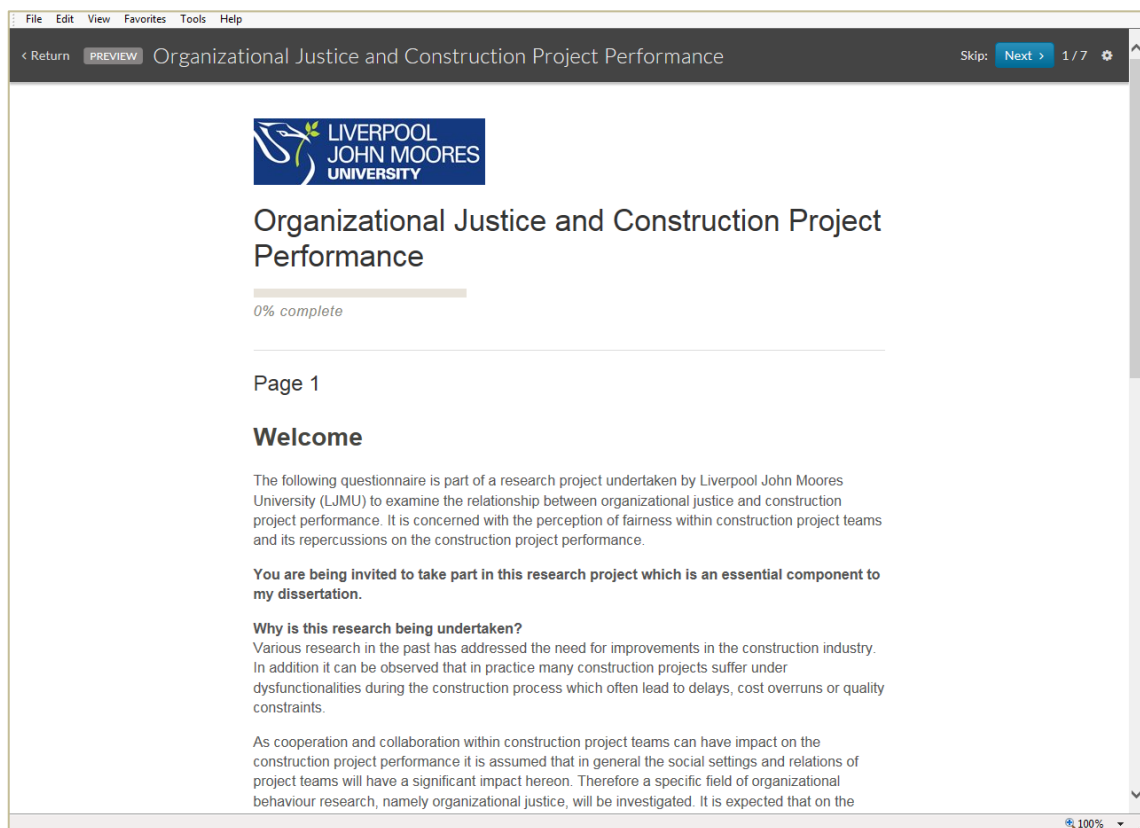 File Edit View Favorites Tools Help
< Return PREVIEW Organizational Justice and Construction Project Performance Skip: Next > 1 / 7
LIVERPOOL
JOHN MOORES
UNIVERSITY
Organizational Justice and Construction Project
Performance
0% complete
Page 1
Welcome
The following questionnaire is part of a research project undertaken by Liverpool John Moores
University (LJMU) to examine the relationship between organizational justice and construction
project performance. It is concerned with the perception of fairness within construction project teams
and its repercussions on the construction project performance.
You are being invited to take part in this research project which is an essential component to
my dissertation.
Why is this research being undertaken?
Various research in the past has addressed the need for improvements in the construction industry.
In addition it can be observed that in practice many construction projects suffer under
dysfunctionalities during the construction process which often lead to delays, cost overruns or quality
constraints.
As cooperation and collaboration within construction project teams can have impact on the
construction project performance it is assumed that in general the social settings and relations of
project teams will have a significant impact hereon. Therefore a specific field of organizational
behaviour research, namely organizational justice, will be investigated. It is expected that on the
100%